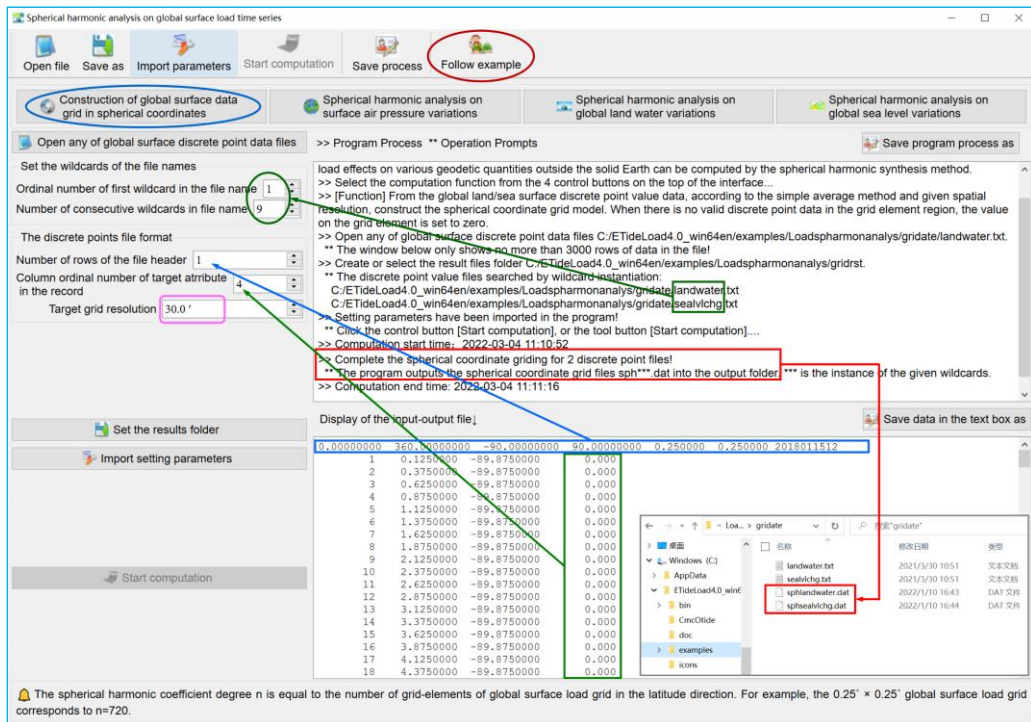 Spherical harmonic analysis on global surface load time series
Open file
Save as
Import parameters
Start computation
Save process
Follow example
Construction of global surface data
grid in spherical coordinates
Spherical harmonic analysis on
surface air pressure variations
Spherical harmonic analysis on
global land water variations
Spherical harmonic analysis on
global sea level variations
Open any of global surface discrete point data files
>> Program Process ** Operation Prompts
Save program process as
Set the wildcards of the file names
Ordinal number of first wildcard in the file name 1
Number of consecutive wildcards in file name 9
The discrete points file format
Number of rows of the file header 1
Column ordinal number of target atrribute
in the record
4
Target grid resolution 30.0 ′
load effects on various geodetic quantities outside the solid Earth can be computed by the spherical harmonic synthesis method.
>> Select the computation function from the 4 control buttons on the top of the interface...
>> [Function] From the global land/sea surface discrete point value data, according to the simple average method and given spatial
resolution, construct the spherical coordinate grid model. When there is no valid discrete point data in the grid element region, the value
on the grid element is set to zero.
>> Open any of global surface discrete point data files C:/ETideLoad4.0_win64en/examples/Loadspharmonanalys/gridate/landwater.txt.
** The window below only shows no more than 3000 rows of data in the file!
>> Create or select the result files folder C:/ETideLoad4.0_win64en/examples/Loadspharmonanalys/gridrst.
** The discrete point value files searched by wildcard instantiation:
C:/ETideLoad4.0_win64en/examples/Loadspharmonanalys/gridate/landwater.txt
C:/ETideLoad4.0_win64en/examples/Loadspharmonanalys/gridate/sealvlchg.txt
>> Setting parameters have been imported in the program!
** Click the control button [Start computation], or the tool button [Start computation]....
>> Computation start time: 2022-03-04 11:10:52
>> Complete the spherical coordinate griding for 2 discrete point files!
** The program outputs the spherical coordinate grid files sph***.dat into the output folder, *** is the instance of the given wildcards.
>> Computation end time: 2022-03-04 11:11:16
Set the results folder
Import setting parameters
Start computation
Display of the input-output file↓
Save data in the text box as
0.00000000 360.00000000 -90.00000000 90.00000000 0.250000 0.250000 2018011512
1 0.1250000 -89.8750000 0.000
2 0.3750000 -89.8750000 0.000
3 0.6250000 -89.8750000 0.000
4 0.8750000 -89.8750000 0.000
5 1.1250000 -89.8750000 0.000
6 1.3750000 -89.8750000 0.000
7 1.6250000 -89.8750000 0.000
8 1.8750000 -89.8750000 0.000
9 2.1250000 -89.8750000 0.000
10 2.3750000 -89.8750000 0.000
11 2.6250000 -89.8750000 0.000
12 2.8750000 -89.8750000 0.000
13 3.1250000 -89.8750000 0.000
14 3.3750000 -89.8750000 0.000
15 3.6250000 -89.8750000 0.000
16 3.8750000 -89.8750000 0.000
17 4.1250000 -89.8750000 0.000
18 4.3750000 -89.8750000 0.000
« Loa... › gridate
搜索"gridate"
桌面
Windows (C:)
AppData
ETideLoad4.0_win6
bin
CmcOtide
doc
examples
icons
名称 修改日期 类型
landwater.txt 2021/3/30 10:51 文本文档
sealvlchg.txt 2021/3/30 10:51 文本文档
sphlandwater.dat 2022/1/10 16:43 DAT 文件
sphsealvlchg.dat 2022/1/10 16:44 DAT 文件
The spherical harmonic coefficient degree n is equal to the number of grid-elements of global surface load grid in the latitude direction. For example, the 0.25° × 0.25° global surface load grid
corresponds to n=720.